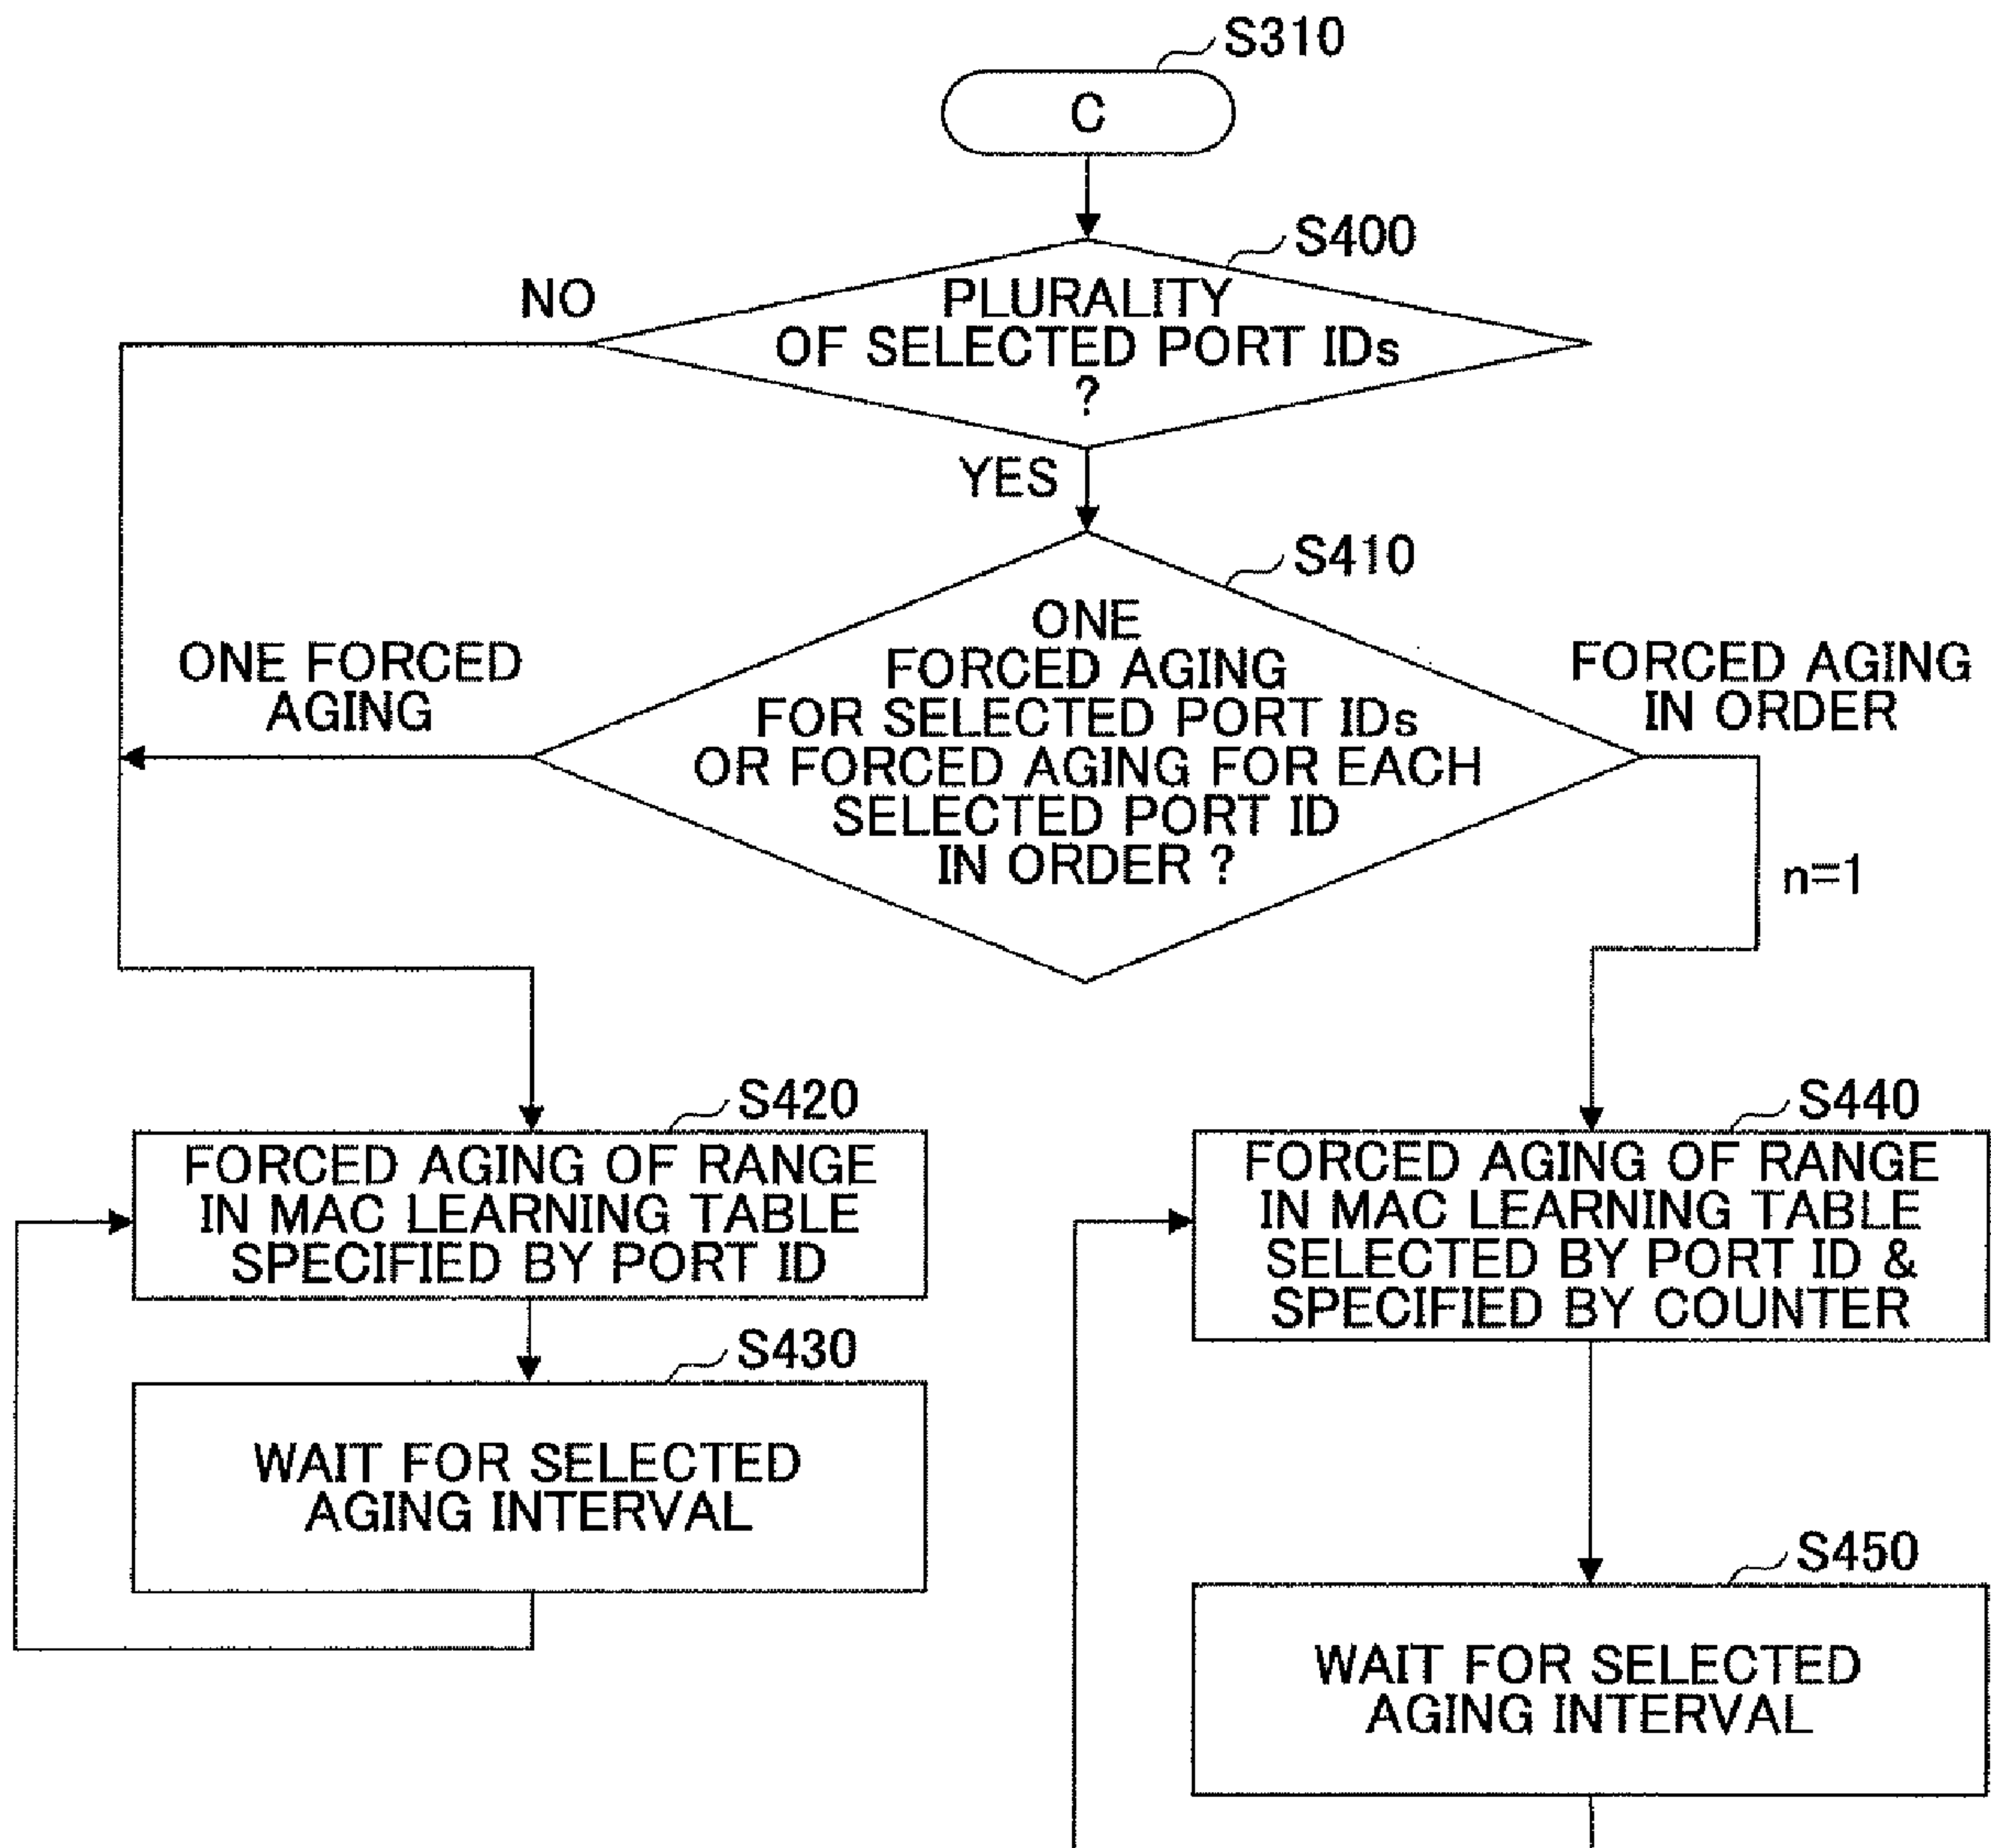 S310
C
S400
NO
PLURALITY
OF SELECTED PORT IDs
?
YES
S410
ONE
FORCED AGING
FOR SELECTED PORT IDs
OR FORCED AGING FOR EACH
SELECTED PORT ID
IN ORDER ?
ONE FORCED
AGING
FORCED AGING
IN ORDER
n=1
S420
FORCED AGING OF RANGE
IN MAC LEARNING TABLE
SPECIFIED BY PORT ID
S430
WAIT FOR SELECTED
AGING INTERVAL
S440
FORCED AGING OF RANGE
IN MAC LEARNING TABLE
SELECTED BY PORT ID &
SPECIFIED BY COUNTER
S450
WAIT FOR SELECTED
AGING INTERVAL